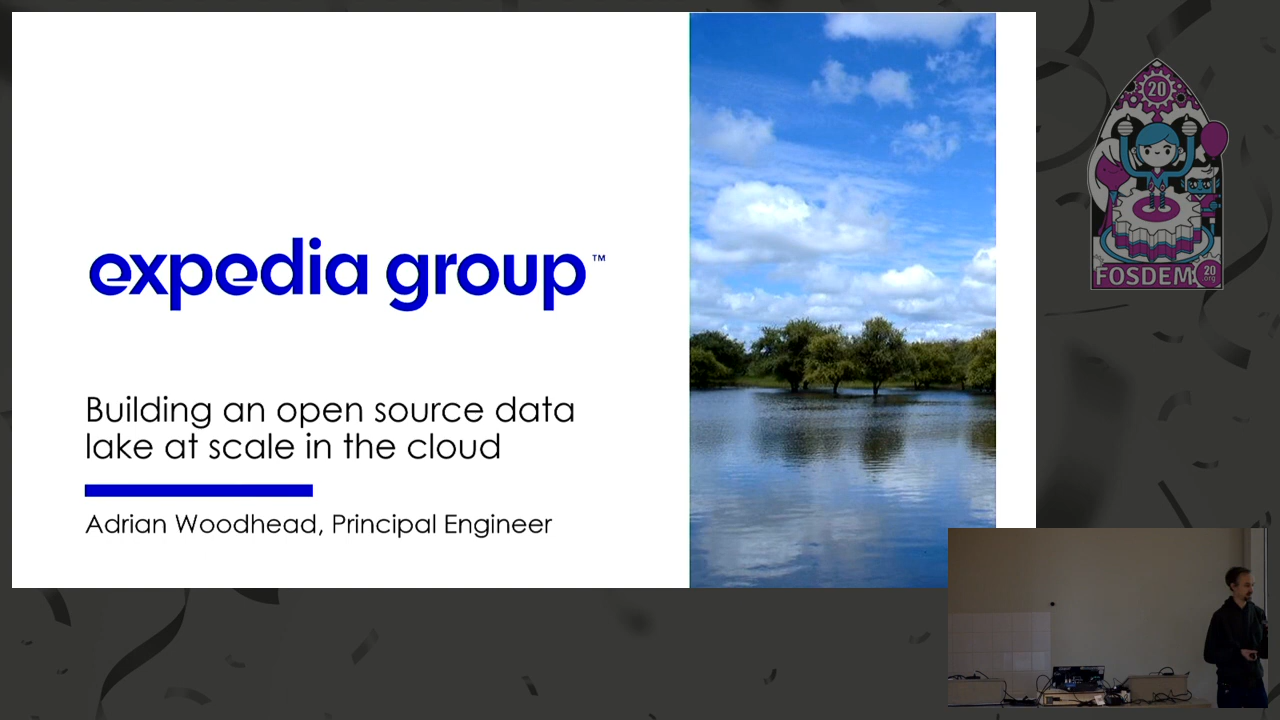 expedia group™
Building an open source data
lake at scale in the cloud
Adrian Woodhead, Principal Engineer
20
FOSDEM
20
.org